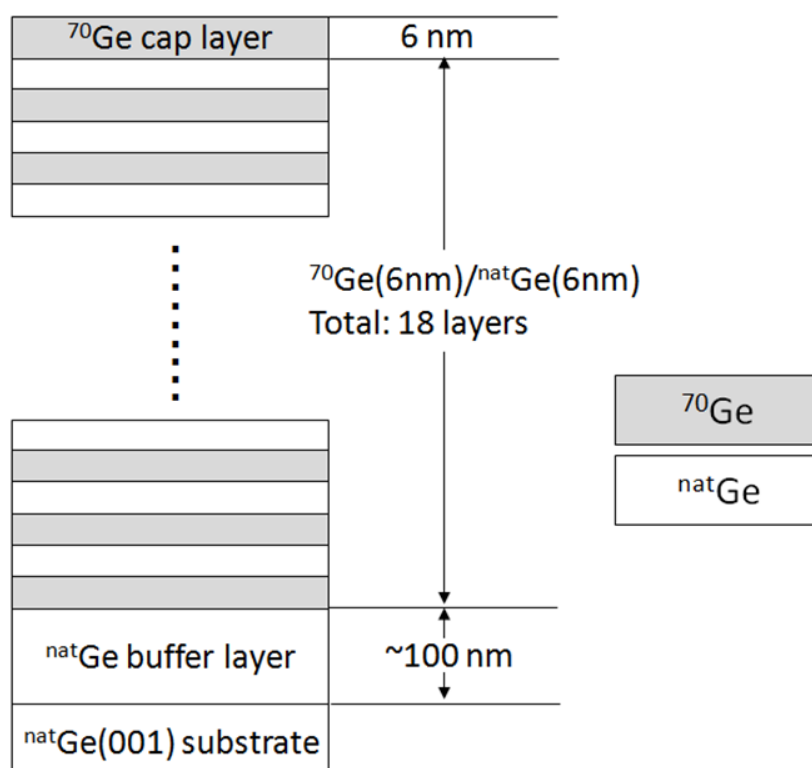 ⁷⁰Ge cap layer
6 nm
⁷⁰Ge(6nm)/ⁿᵃᵗGe(6nm)
Total: 18 layers
⁷⁰Ge
ⁿᵃᵗGe
ⁿᵃᵗGe buffer layer
~100 nm
ⁿᵃᵗGe(001) substrate